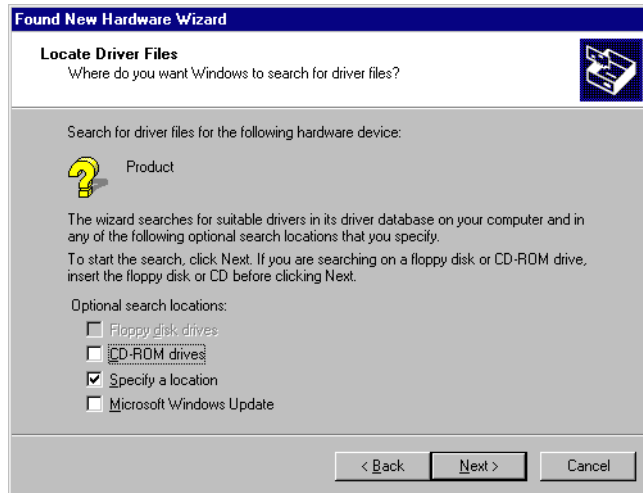 Found New Hardware Wizard
Locate Driver Files
Where do you want Windows to search for driver files?
Search for driver files for the following hardware device:
Product
The wizard searches for suitable drivers in its driver database on your computer and in
any of the following optional search locations that you specify.
To start the search, click Next. If you are searching on a floppy disk or CD-ROM drive,
insert the floppy disk or CD before clicking Next.
Optional search locations:
Floppy disk drives
CD-ROM drives
Specify a location
Microsoft Windows Update
< Back Next > Cancel